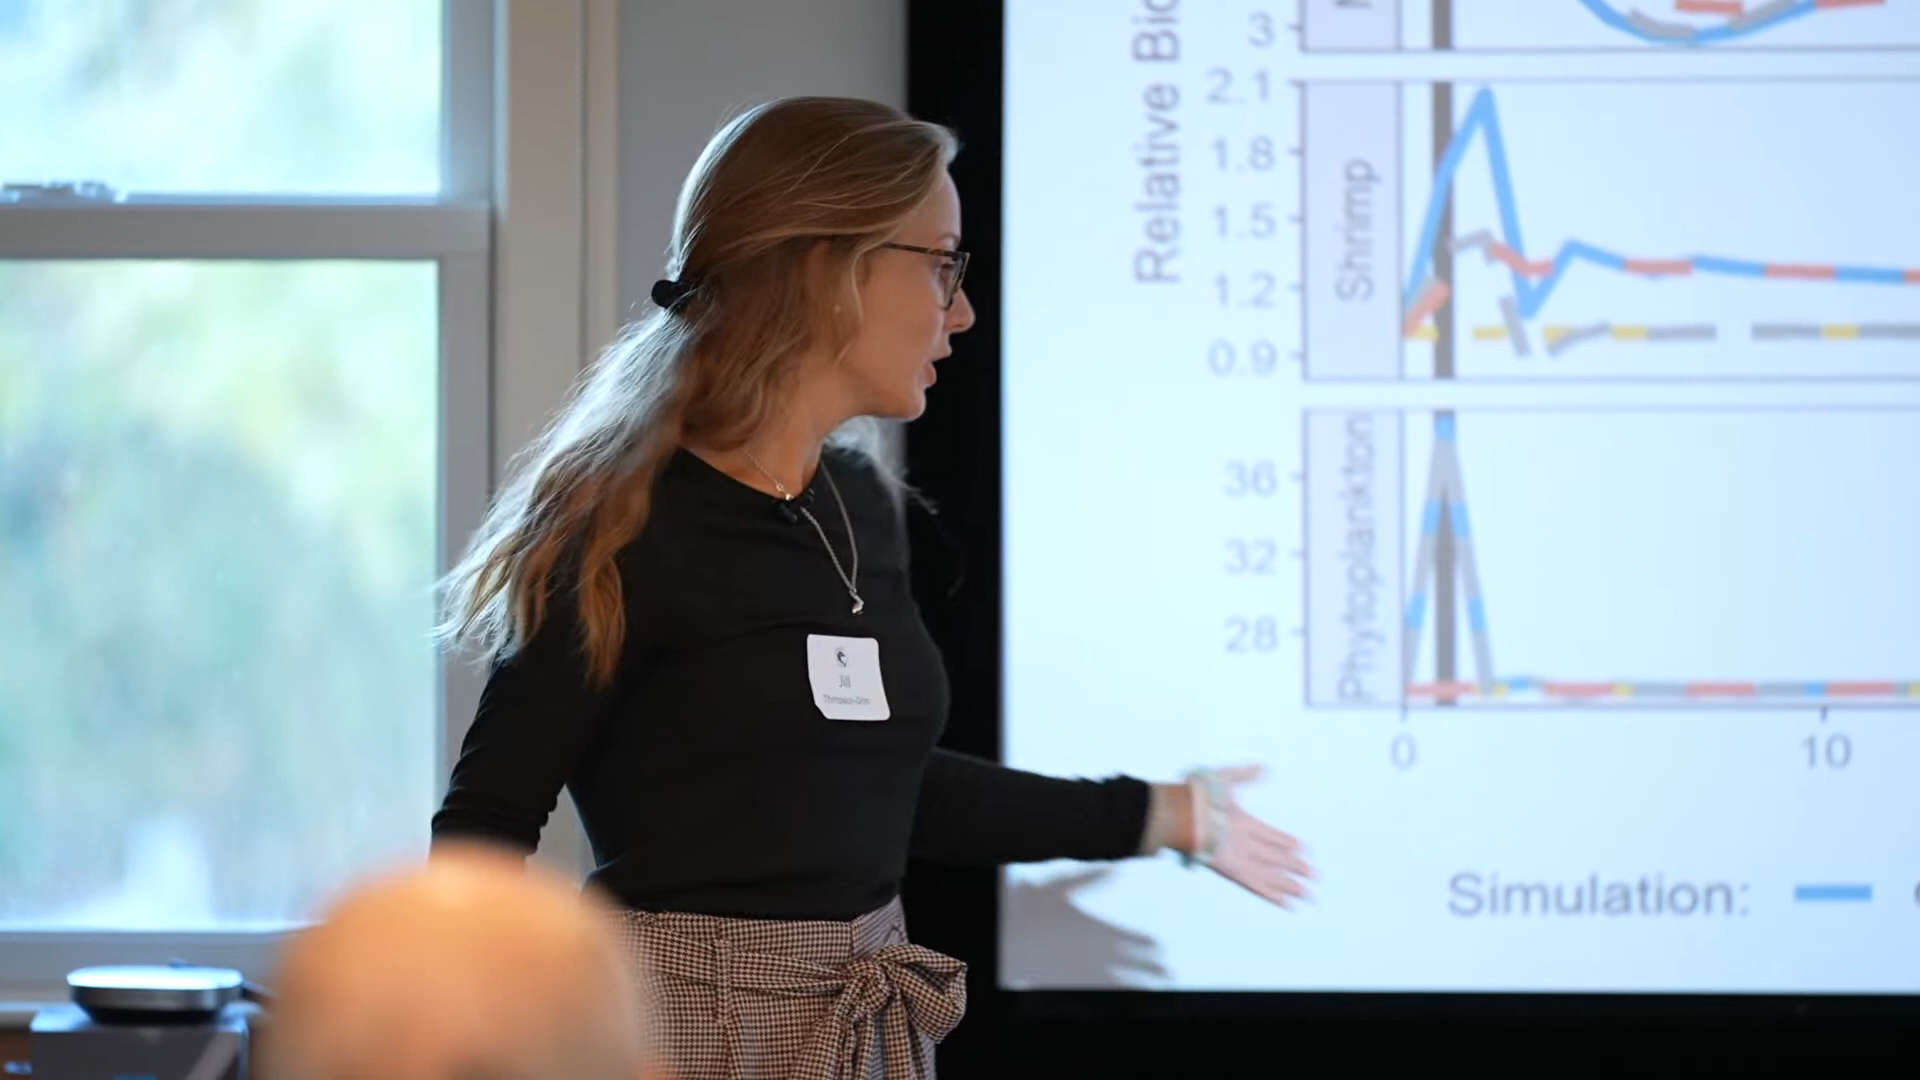 Relative Bio
3
2.1
1.8
1.5
1.2
0.9
Shrimp
36
32
28
Phytoplankton
0
10
Simulation:
Jill